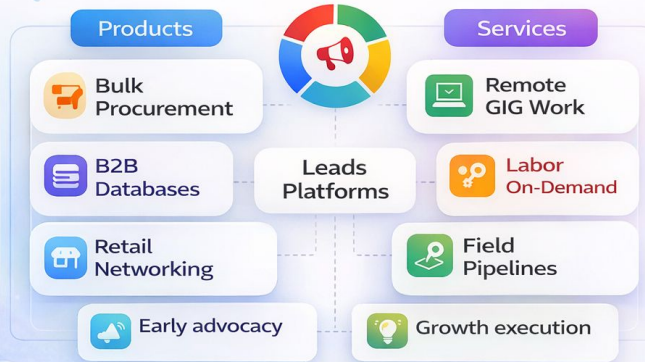 Products
Services
Bulk
Procurement
Remote
GIG Work
B2B
Databases
Leads
Platforms
Labor
On-Demand
Retail
Networking
Field
Pipelines
Early advocacy
Growth execution